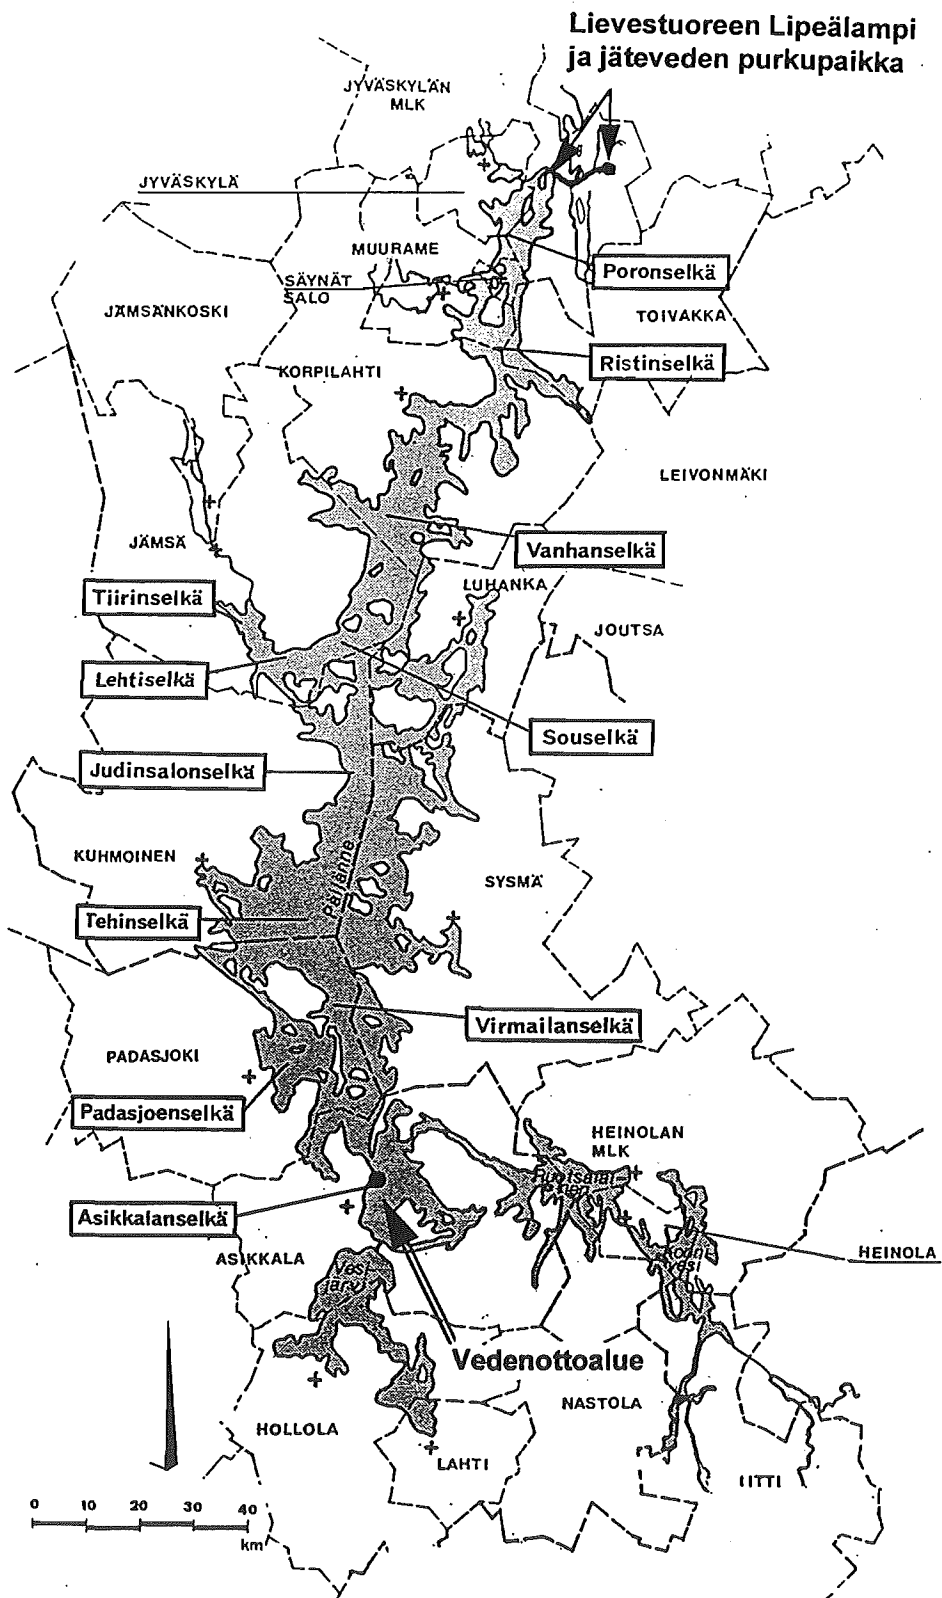 Lievestuoreen Lipeälampi
ja jäteveden purkupaikka
JYVÄSKYLÄN
MLK
JYVÄSKYLÄ
MUURAME
SÄYNÄT
SALO
Poronselkä
JÄMSÄNKOSKI
TOIVAKKA
Ristinselkä
KORPILAHTI
LEIVONMÄKI
JÄMSÄ
Vanhanselkä
LUHANKA
Tiirinselkä
JOUTSA
Lehtiselkä
Souselkä
Judinsalonselkä
KUHMOINEN
SYSMÄ
Päijänne
Tehinselkä
Virmailanselkä
PADASJOKI
Padasjoenselkä
HEINOLAN
MLK
Asikkalanselkä
ASIKKALA
HEINOLA
Vesi-
järvi
Vedenottoalue
NASTOLA
HOLLOLA
LAHTI
IITTI
0 10 20 30 40
km